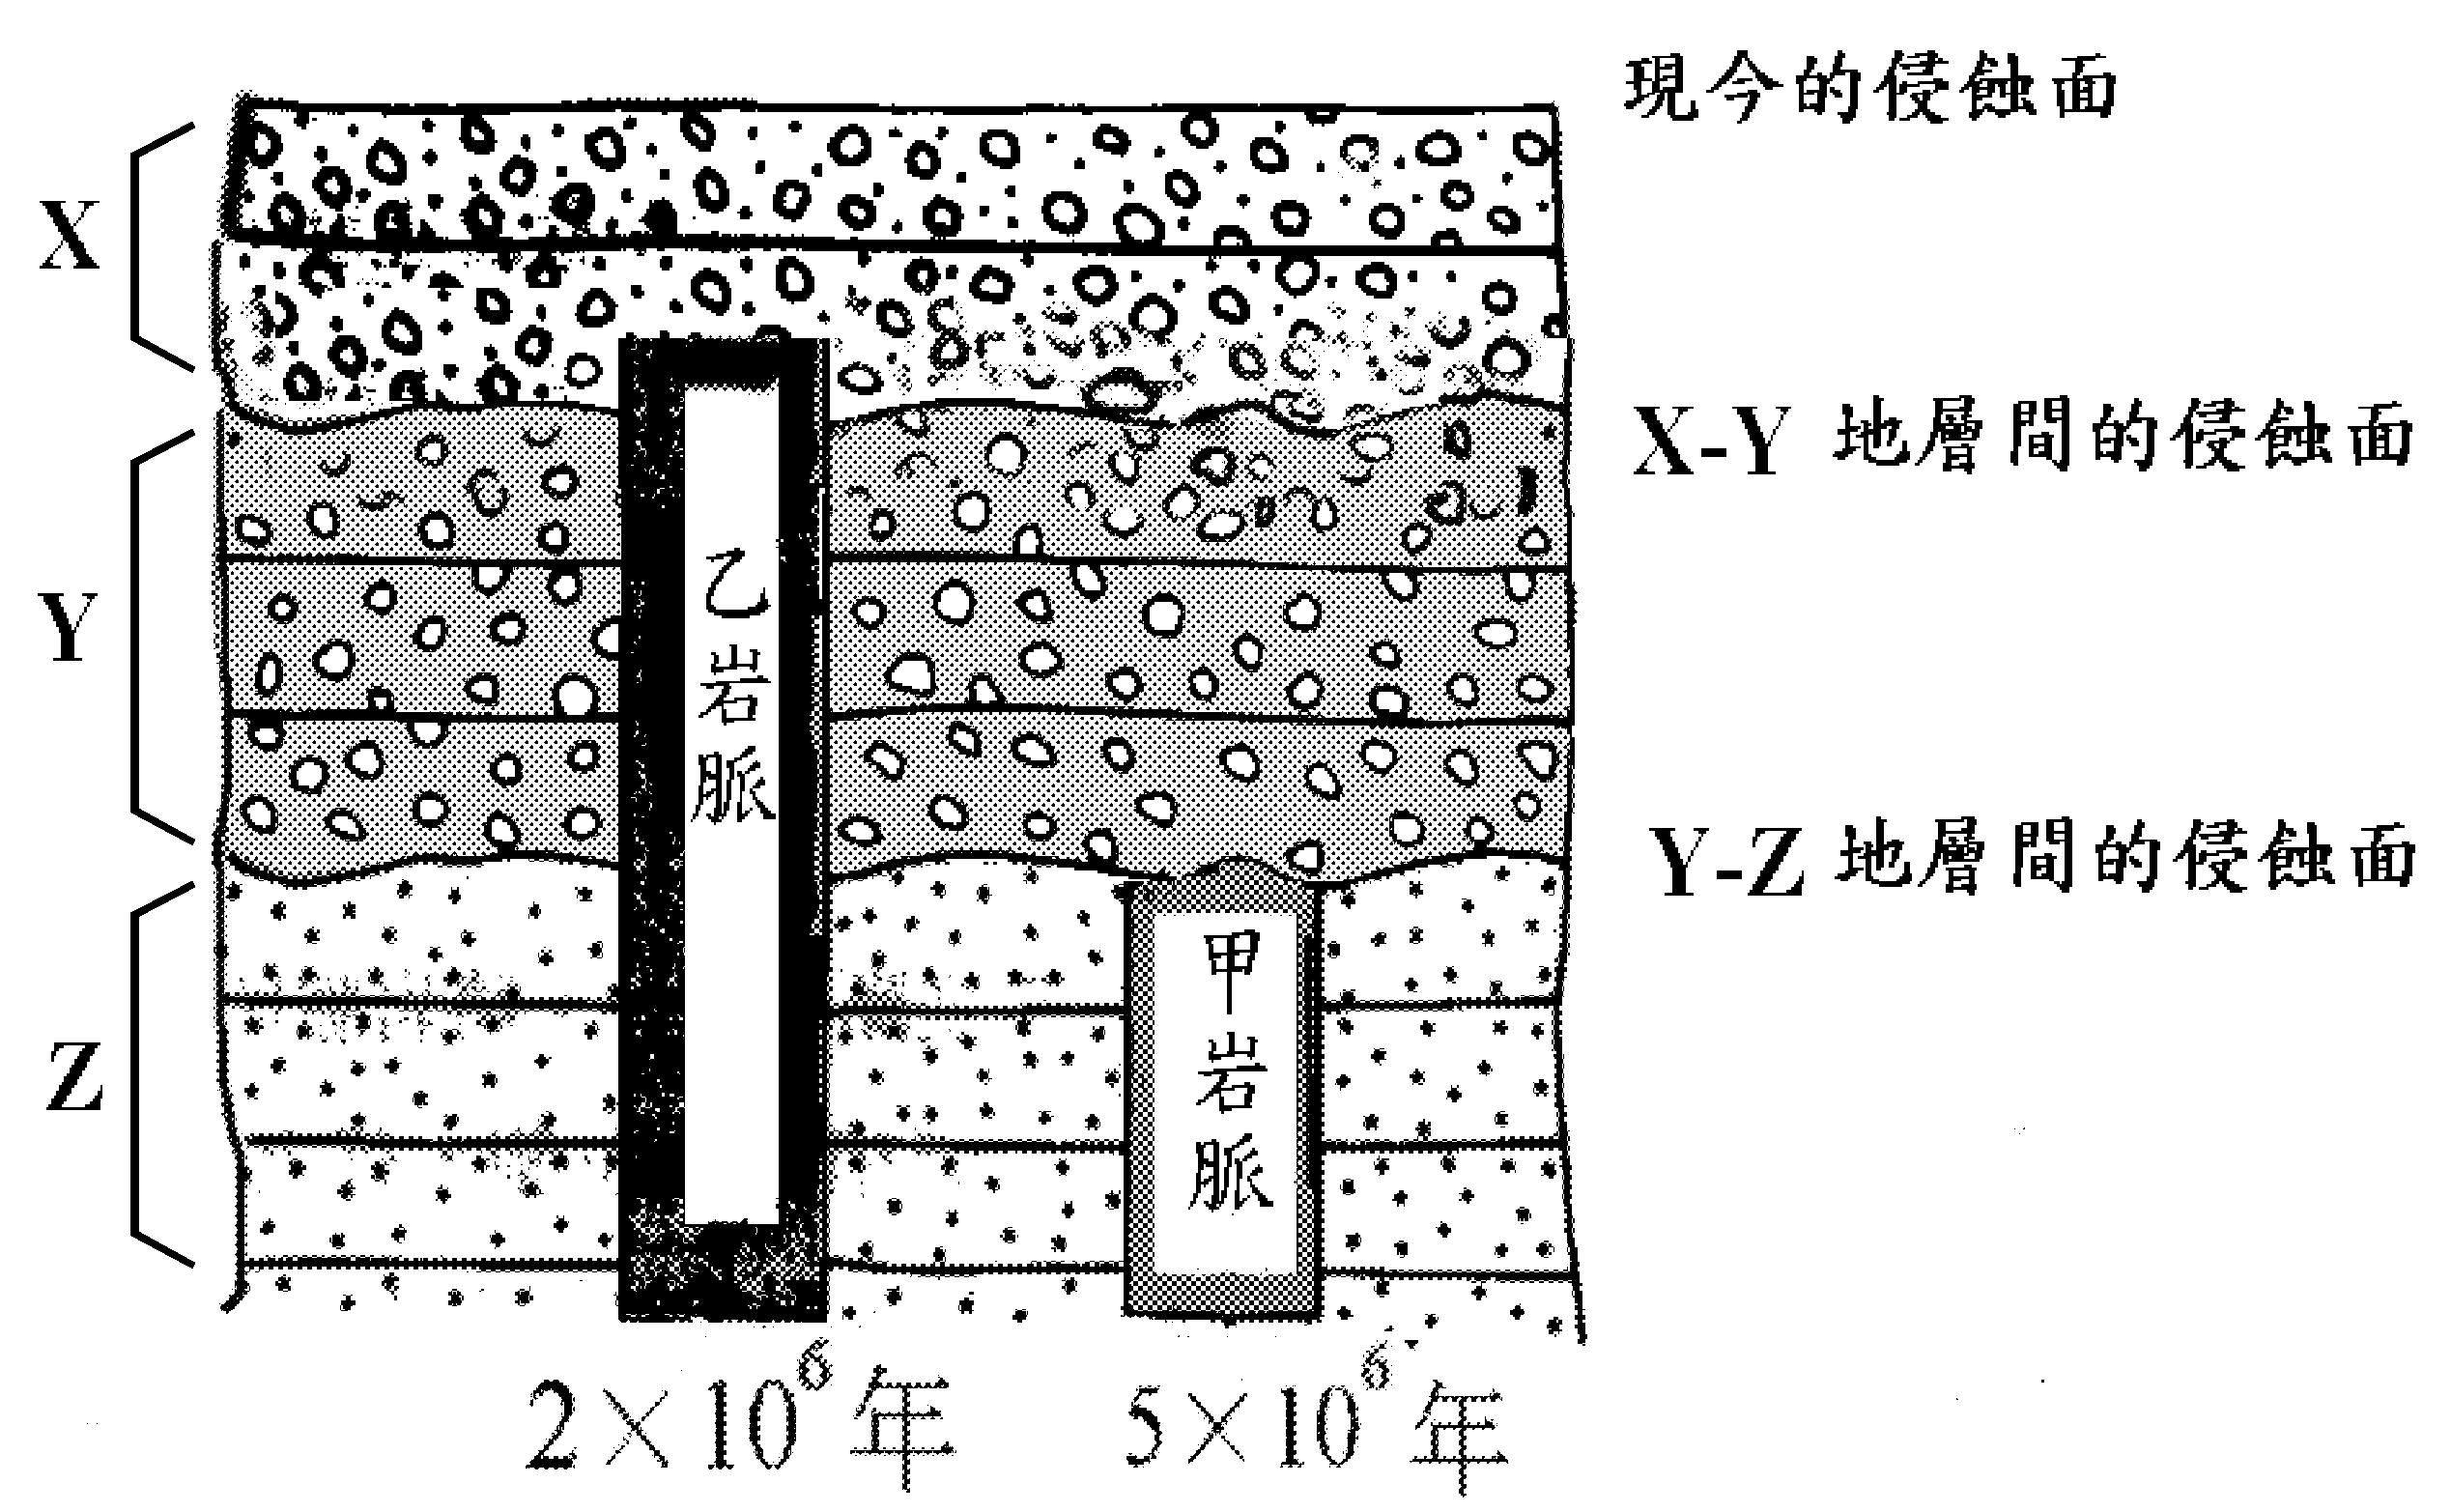 現今的侵蝕面
X
X-Y 地層間的侵蝕面
Y
乙岩脈
Y-Z 地層間的侵蝕面
甲岩脈
Z
2×10⁶年
5×10⁶年